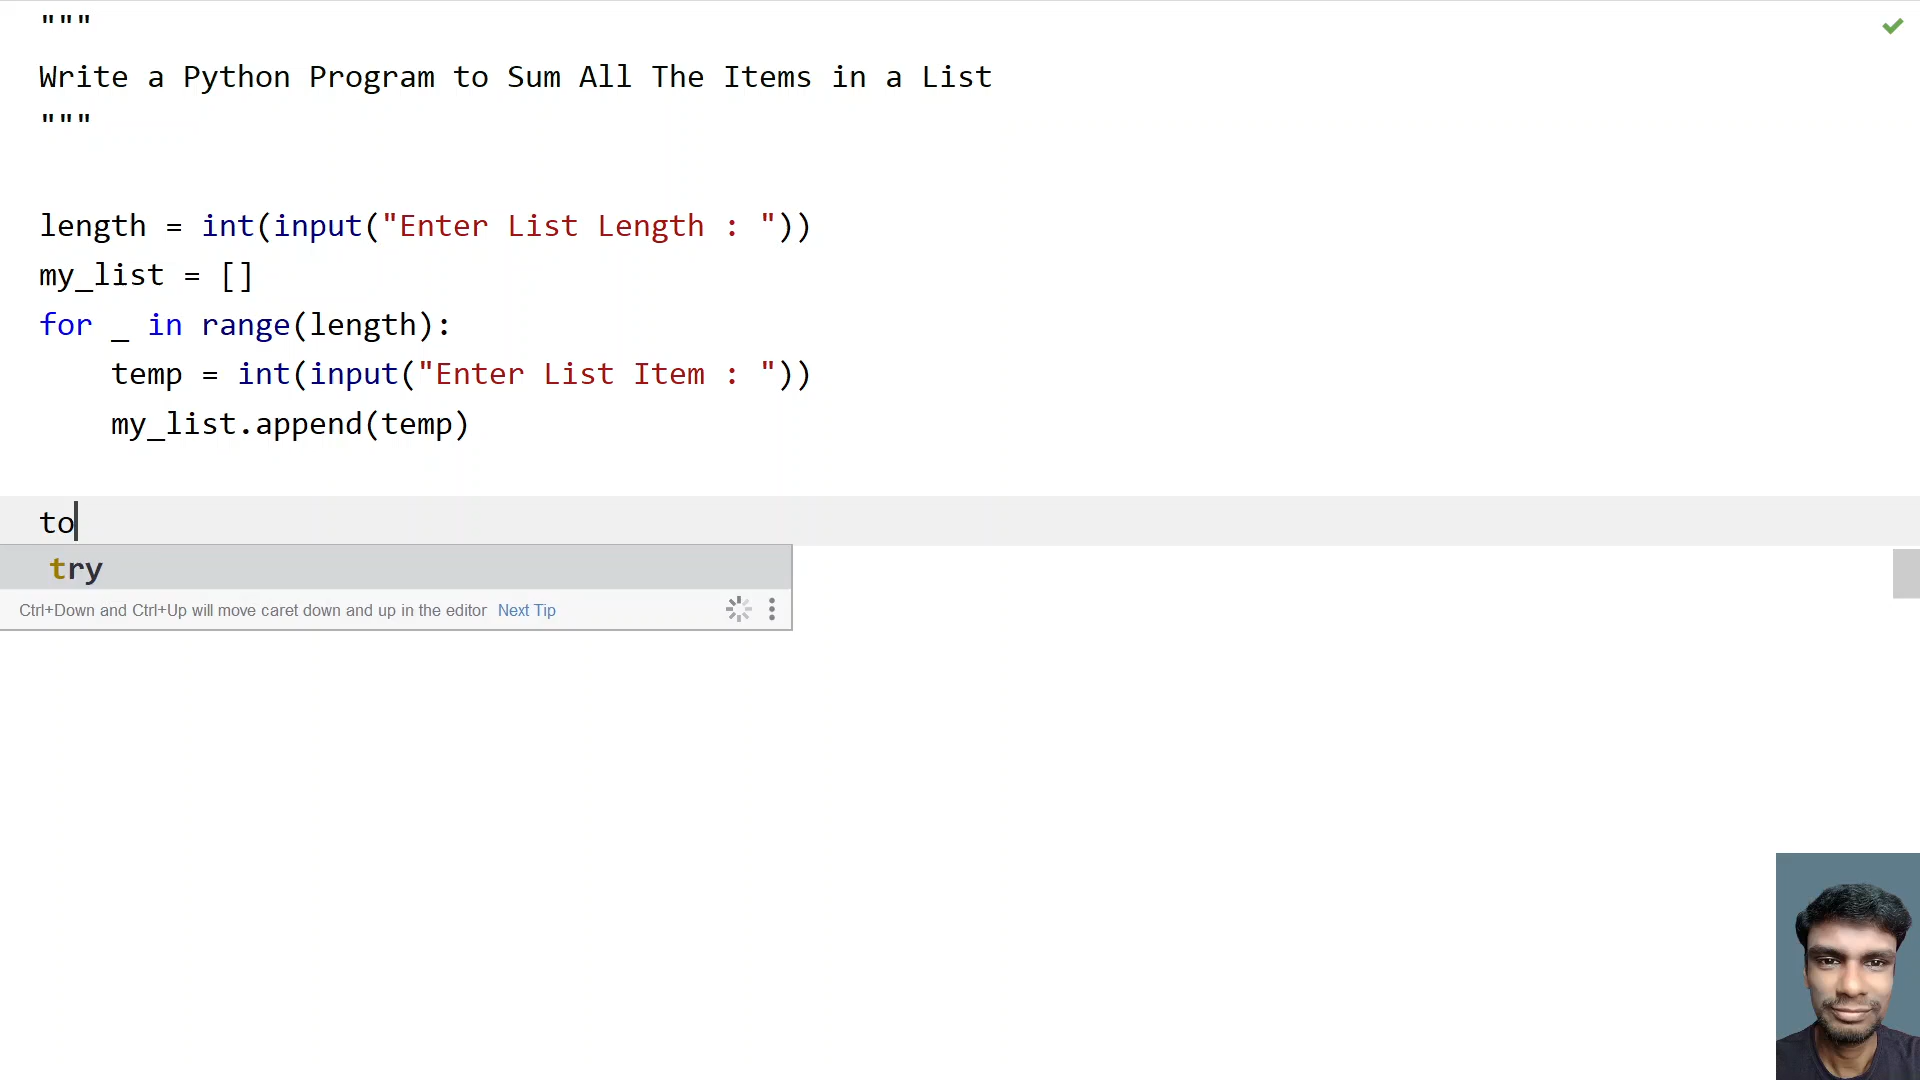 """
Write a Python Program to Sum All The Items in a List
"""
length = int(input("Enter List Length : "))
my_list = []
for _ in range(length):
    temp = int(input("Enter List Item : "))
    my_list.append(temp)
to
try
Ctrl+Down and Ctrl+Up will move caret down and up in the editor Next Tip